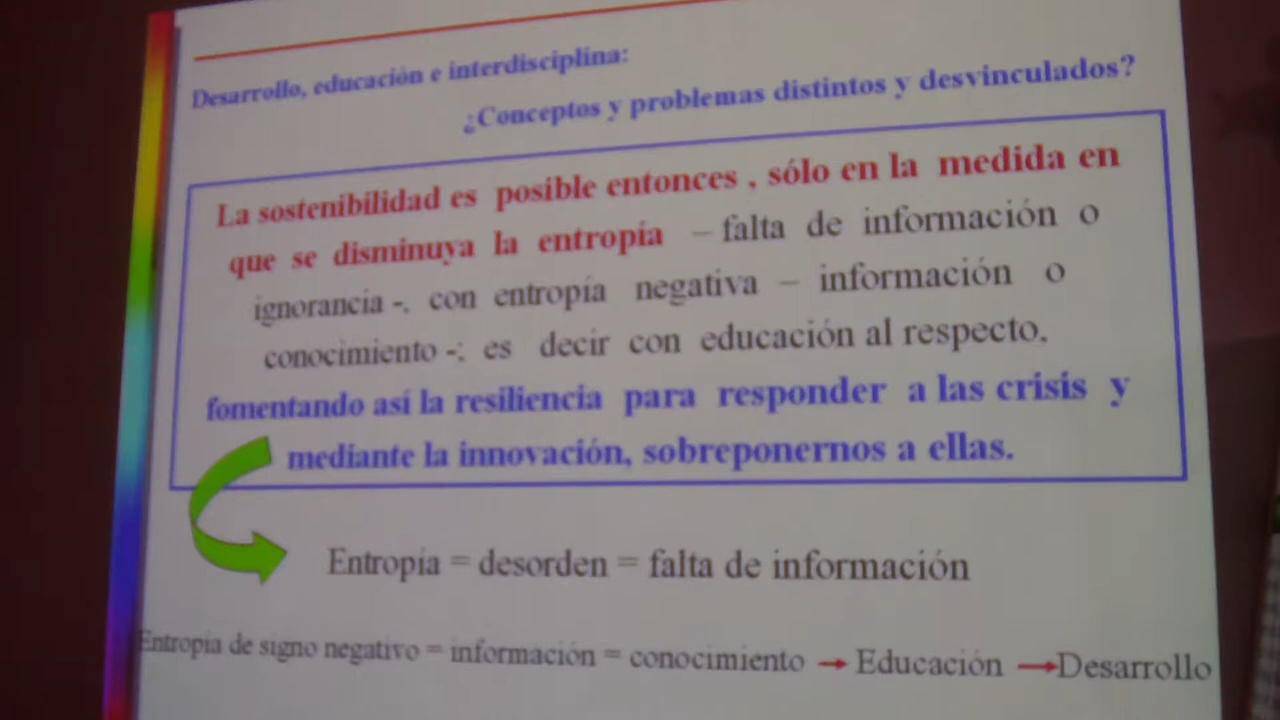 Desarrollo, educación e interdisciplina:
¿Conceptos y problemas distintos y desvinculados?
La sostenibilidad es posible entonces , sólo en la medida en
que se disminuya la entropía – falta de información o
ignorancia -, con entropía negativa – información o
conocimiento -; es decir con educación al respecto,
fomentando así la resiliencia para responder a las crisis y
mediante la innovación, sobreponernos a ellas.
Entropía = desorden = falta de información
Entropía de signo negativo = información = conocimiento → Educación → Desarrollo